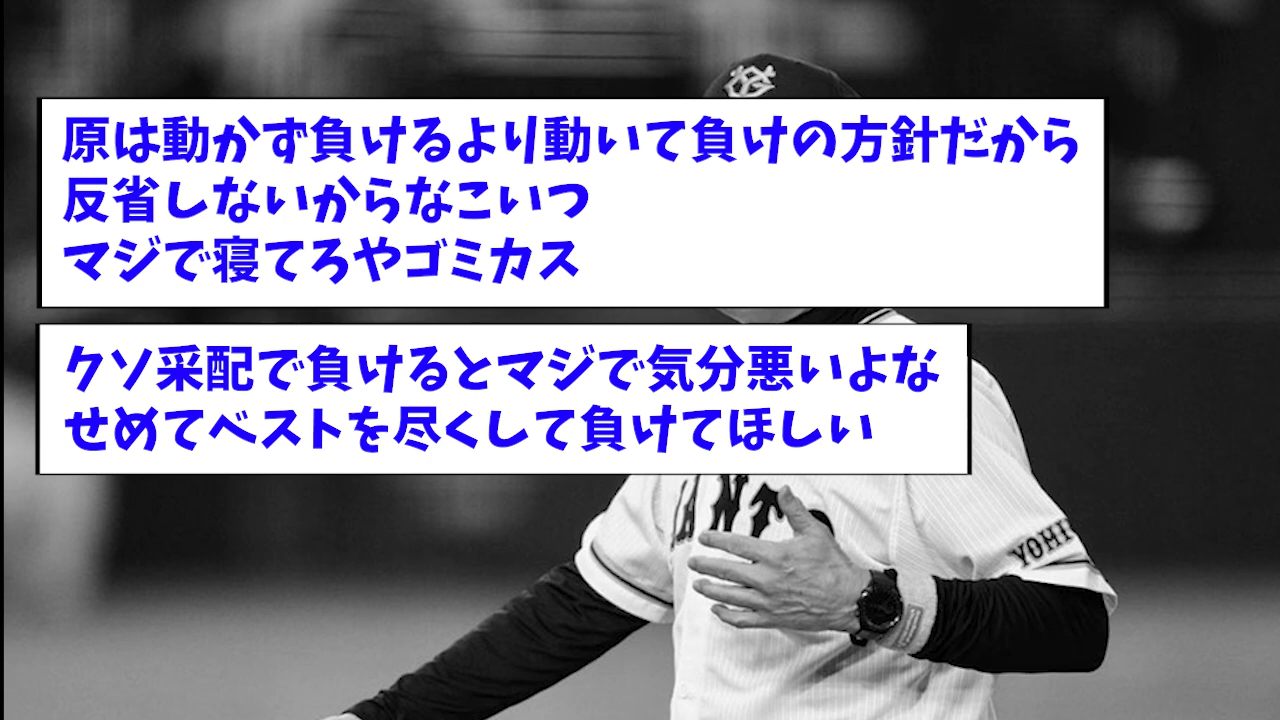 原は動かず負けるより動いて負けの方針だから
反省しないからなこいつ
マジで寝てろやゴミカス
クソ采配で負けるとマジで気分悪いよな
せめてベストを尽くして負けてほしい
YOHI